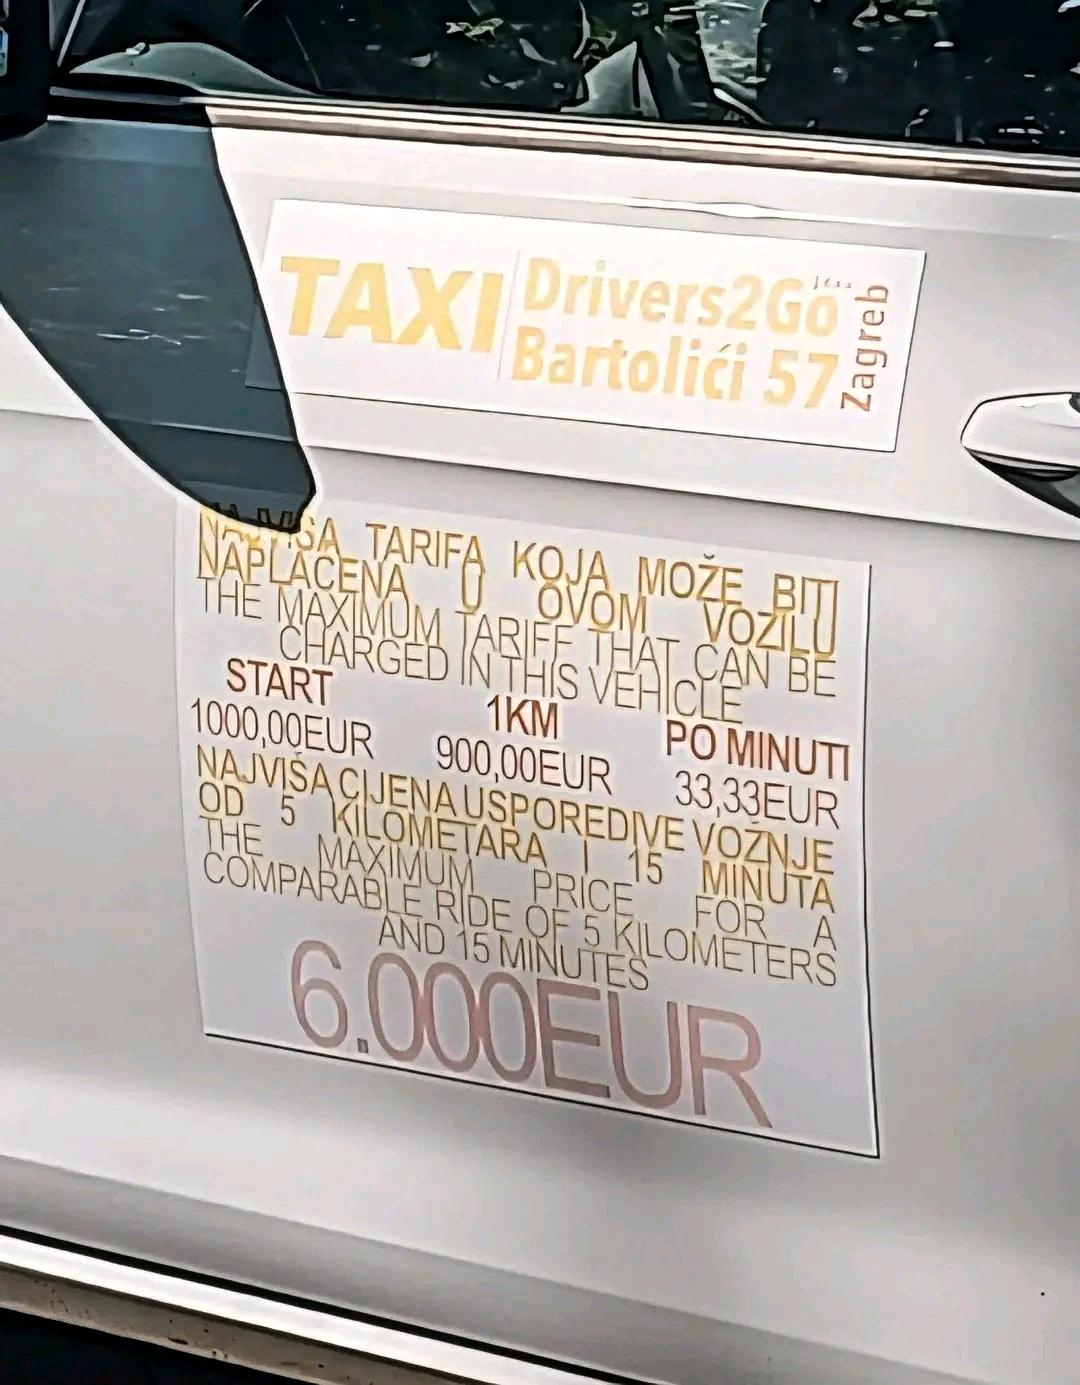 TAXI
Drivers2Go
Bartolići 57
Zagreb
NAJVIŠA TARIFA KOJA MOŽE BITI
NAPLAĆENA U OVOM VOZILU
THE MAXIMUM TARIFF THAT CAN BE
CHARGED IN THIS VEHICLE
START 1KM PO MINUTI
1000,00EUR 900,00EUR 33,33EUR
NAJVIŠA CIJENA USPOREDIVE VOŽNJE
OD 5 KILOMETARA I 15 MINUTA
THE MAXIMUM PRICE FOR A
COMPARABLE RIDE OF 5 KILOMETERS
AND 15 MINUTES
6.000EUR